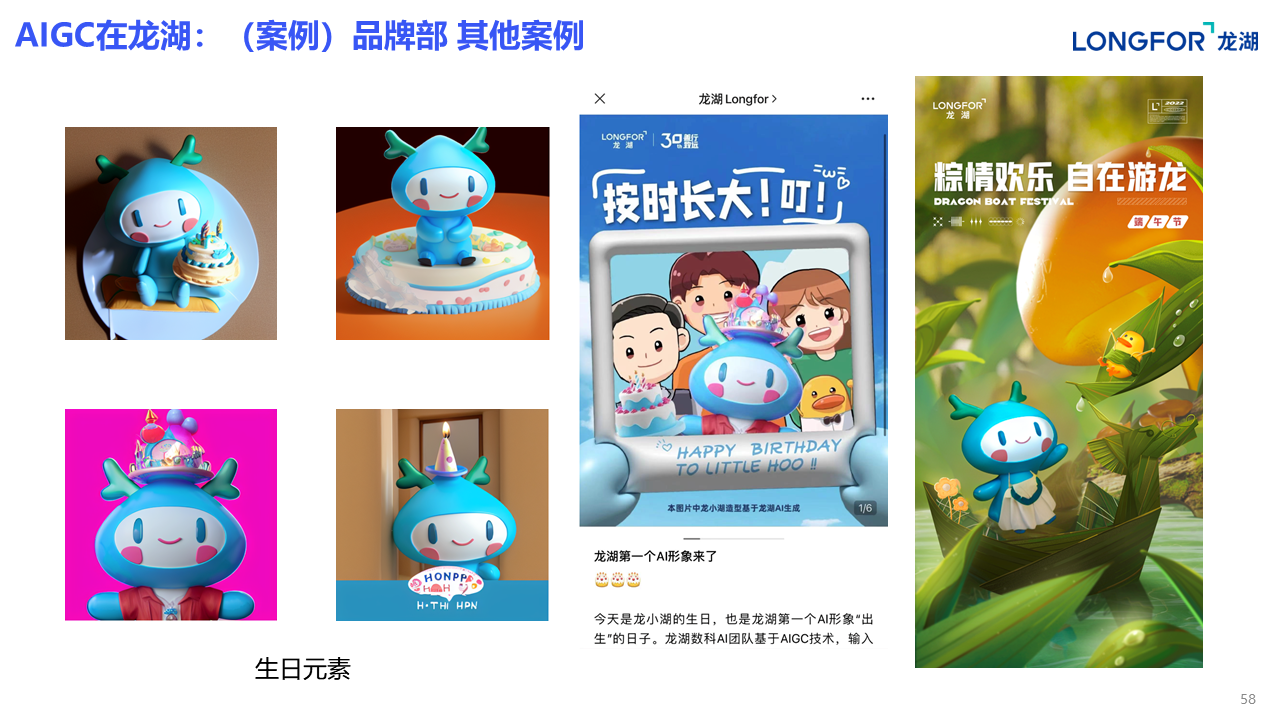 AIGC在龙湖：（案例）品牌部 其他案例
LONGFOR 龙湖
龙湖 Longfor
LONGFOR
龙湖
30th 善行致远
按时长大！叮！
HAPPY BIRTHDAY
TO LITTLE HOO !!
本图片中龙小湖造型基于龙湖AI生成
1/6
龙湖第一个AI形象来了
今天是龙小湖的生日，也是龙湖第一个AI形象“出
生”的日子。龙湖数科AI团队基于AIGC技术，输入
LONGFOR
龙湖
2022
粽情欢乐 自在游龙
DRAGON BOAT FESTIVAL
端午节
HONPP
H·THI HPN
生日元素
58